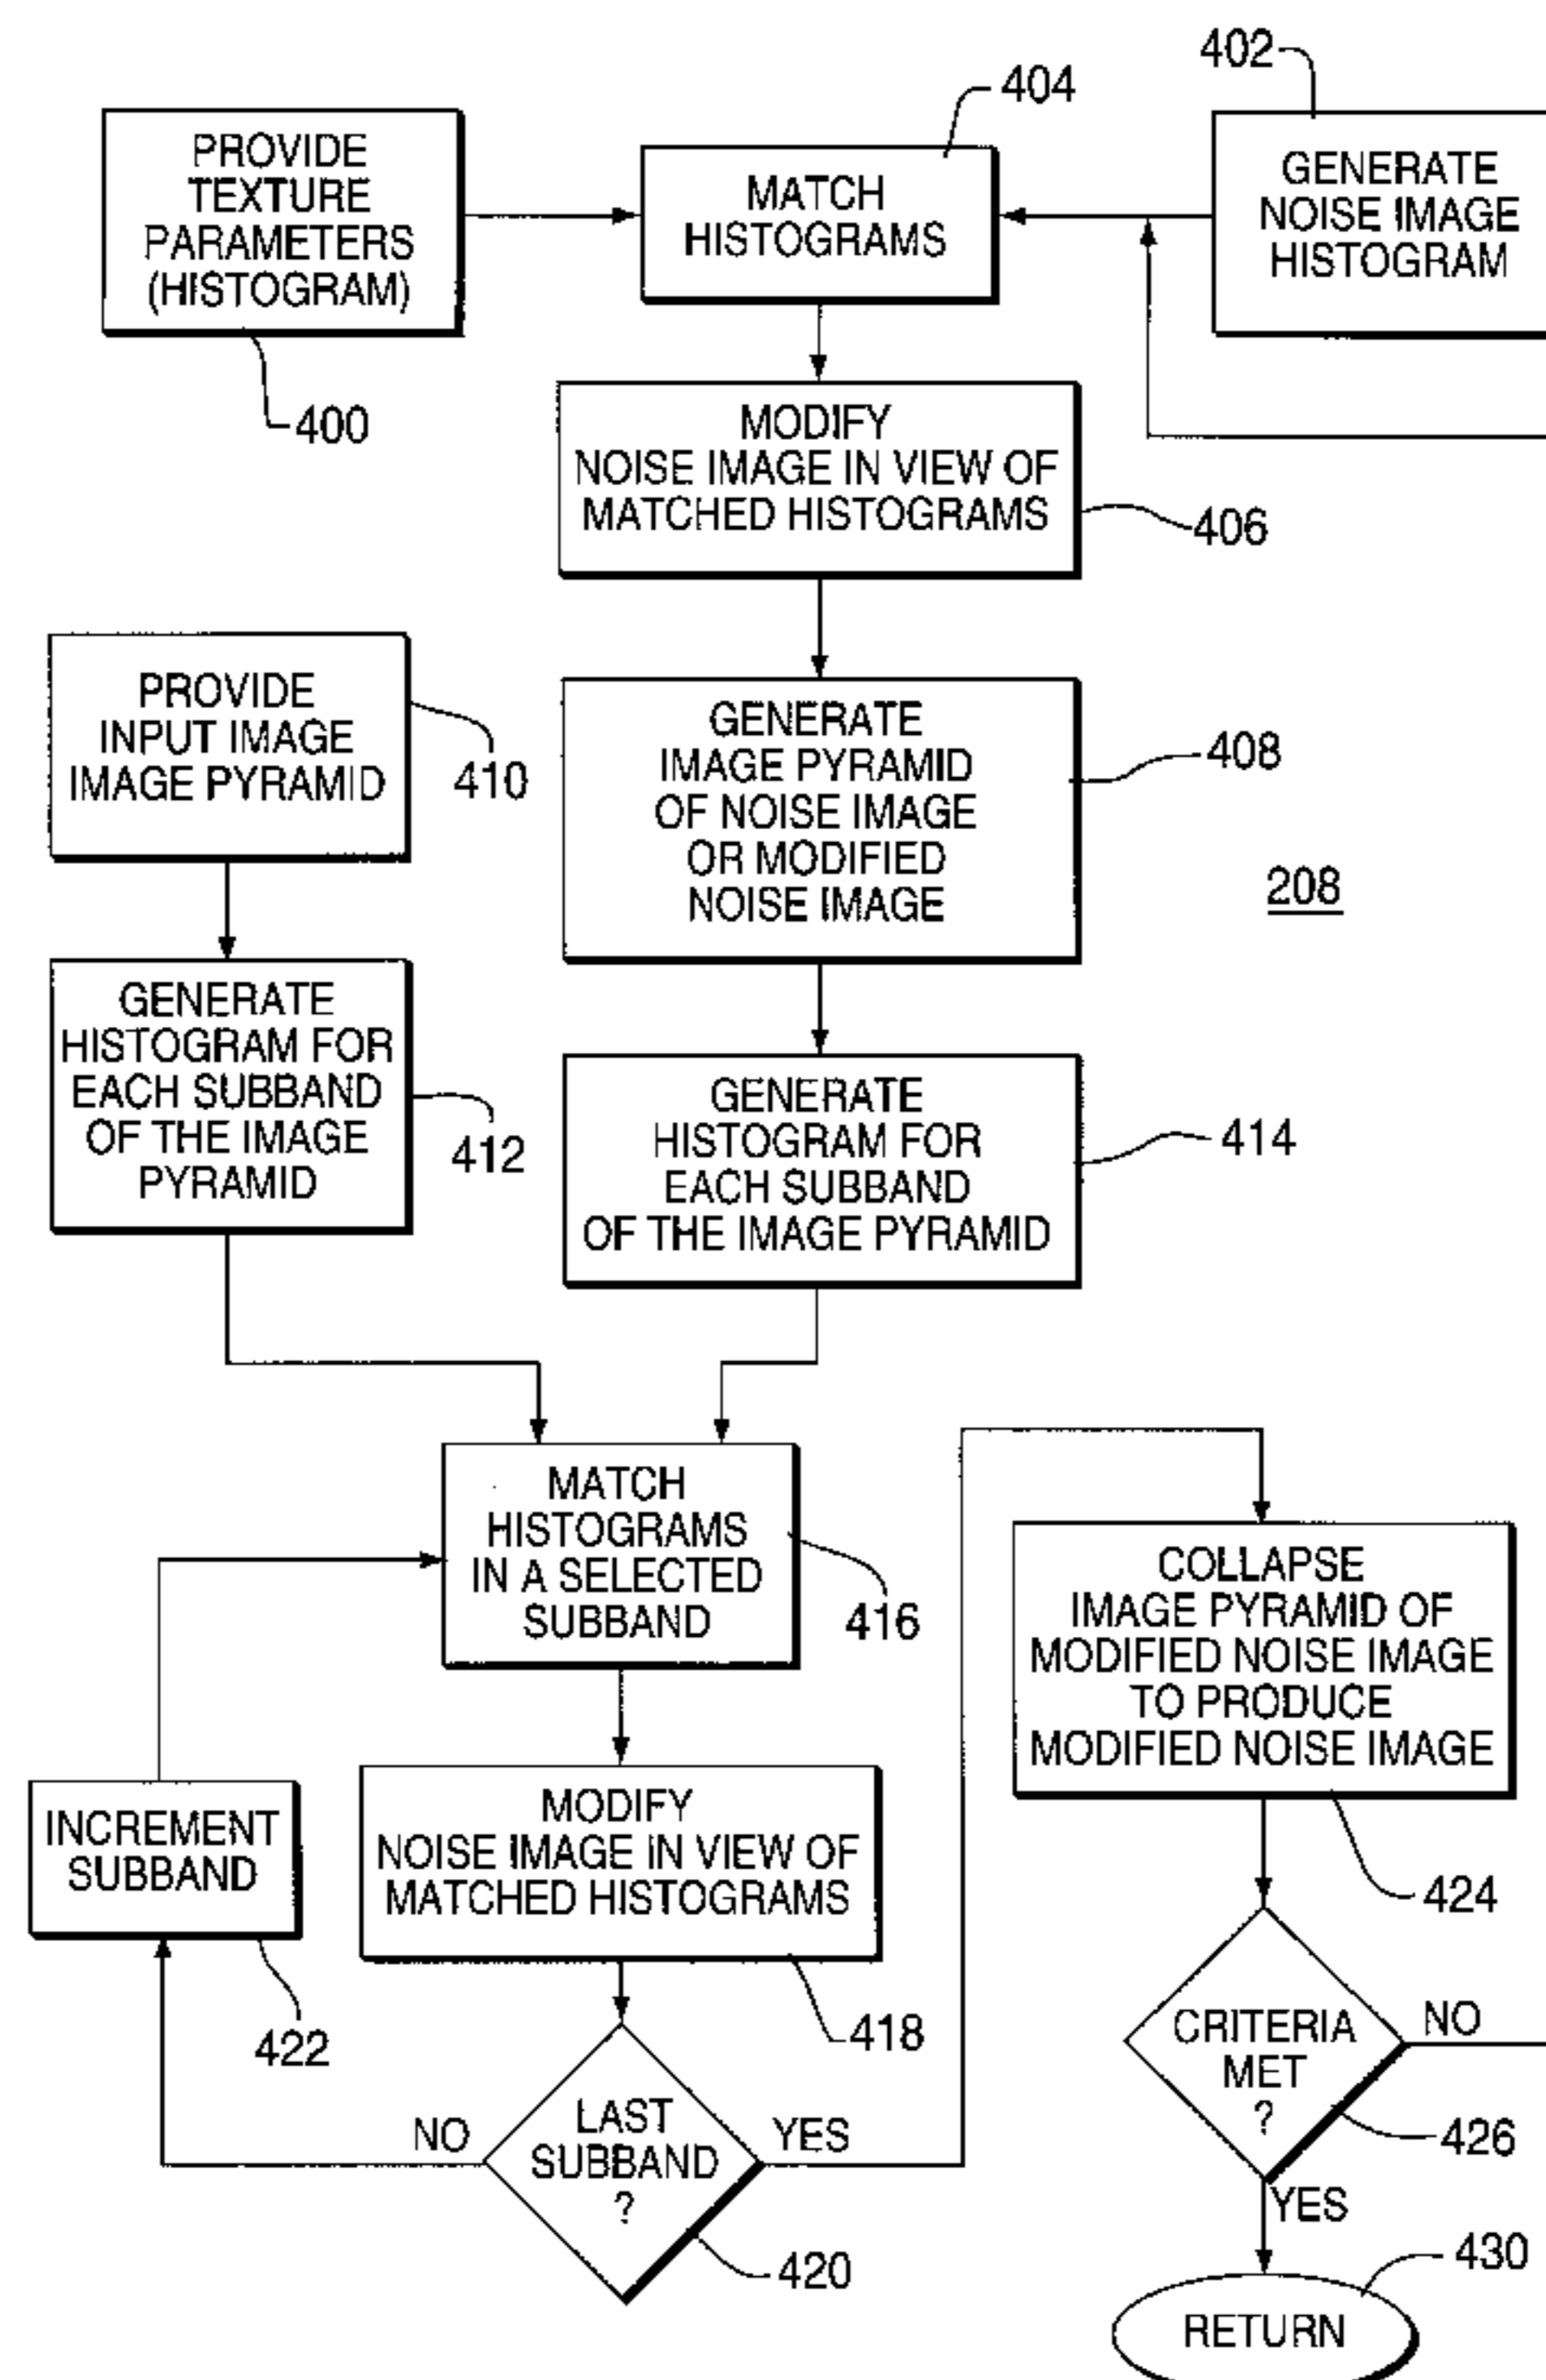 402
404
PROVIDE
TEXTURE
PARAMETERS
(HISTOGRAM)
MATCH
HISTOGRAMS
GENERATE
NOISE IMAGE
HISTOGRAM
400
MODIFY
NOISE IMAGE IN VIEW OF
MATCHED HISTOGRAMS
406
PROVIDE
INPUT IMAGE
IMAGE PYRAMID
410
GENERATE
IMAGE PYRAMID
OF NOISE IMAGE
OR MODIFIED
NOISE IMAGE
408
208
GENERATE
HISTOGRAM FOR
EACH SUBBAND
OF THE IMAGE
PYRAMID
412
GENERATE
HISTOGRAM FOR
EACH SUBBAND
OF THE IMAGE PYRAMID
414
MATCH
HISTOGRAMS
IN A SELECTED
SUBBAND
416
COLLAPSE
IMAGE PYRAMID OF
MODIFIED NOISE IMAGE
TO PRODUCE
MODIFIED NOISE IMAGE
424
INCREMENT
SUBBAND
422
MODIFY
NOISE IMAGE IN VIEW OF
MATCHED HISTOGRAMS
418
CRITERIA
MET
?
NO
426
YES
NO
LAST
SUBBAND
?
YES
420
430
RETURN